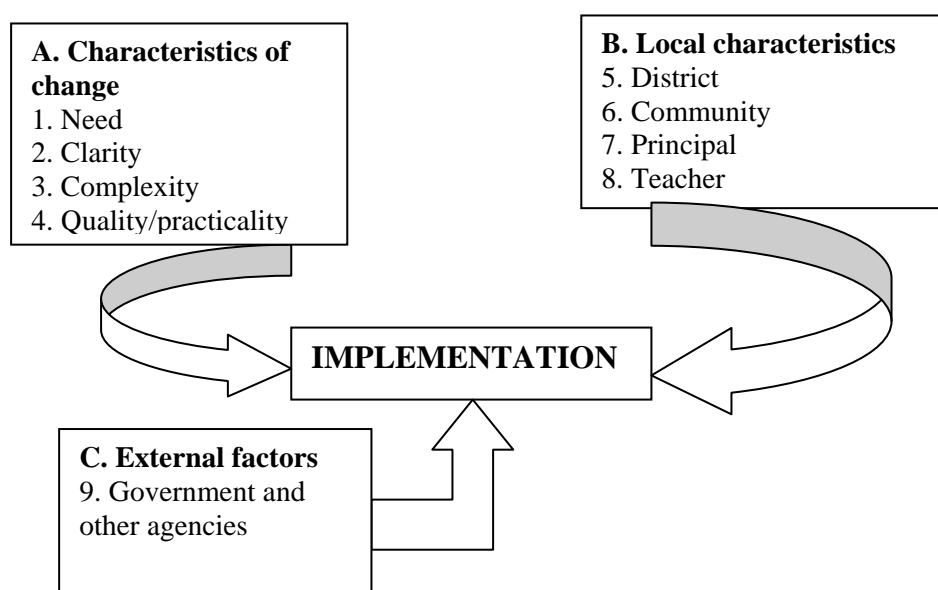 A. Characteristics of
change
1. Need
2. Clarity
3. Complexity
4. Quality/practicality
B. Local characteristics
5. District
6. Community
7. Principal
8. Teacher
IMPLEMENTATION
C. External factors
9. Government and
other agencies